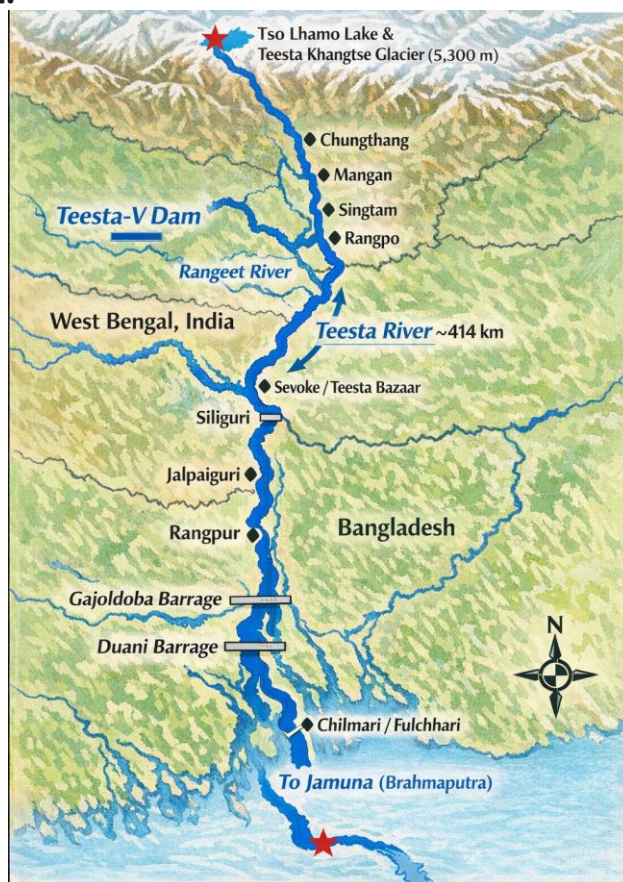 Tso Lhamo Lake &
Teesta Khangtse Glacier (5,300 m)
Chungthang
Mangan
Singtam
Teesta-V Dam
Rangpo
Rangeet River
West Bengal, India
Teesta River ~414 km
Sevoke / Teesta Bazaar
Siliguri
Jalpaiguri
Rangpur
Bangladesh
Gajoldoba Barrage
N
Duani Barrage
Chilmari / Fulchhari
To Jamuna (Brahmaputra)